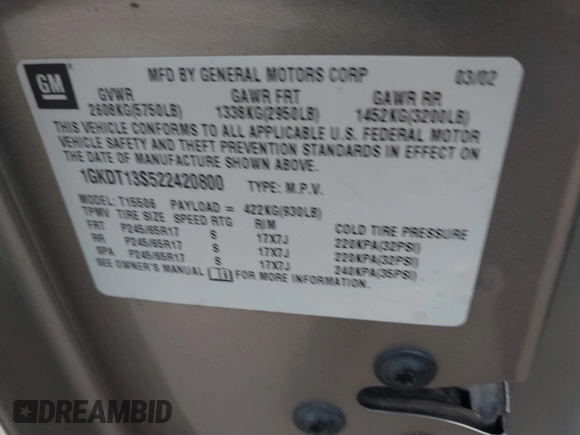 GM
MFD BY GENERAL MOTORS CORP 03/02
GVWR GAWR FRT GAWR RR
2608KG(5750LB) 1338KG(2950LB) 1452KG(3200LB)
THIS VEHICLE CONFORMS TO ALL APPLICABLE U.S. FEDERAL MOTOR
VEHICLE SAFETY AND THEFT PREVENTION STANDARDS IN EFFECT ON
THE DATE OF MANUFACTURE SHOWN ABOVE.
1GKDT13S522420800 TYPE: M.P.V.
MODEL: T15506 PAYLOAD = 422KG(930LB)
TPMV TIRE SIZE SPEED RTG RIM COLD TIRE PRESSURE
FRT P245/65R17 S 17X7J 220KPA(32PSI)
RR P245/65R17 S 17X7J 220KPA(32PSI)
SPA P245/65R17 S 17X7J 240KPA(35PSI)
SEE OWNER'S MANUAL FOR MORE INFORMATION.
DREAMBID